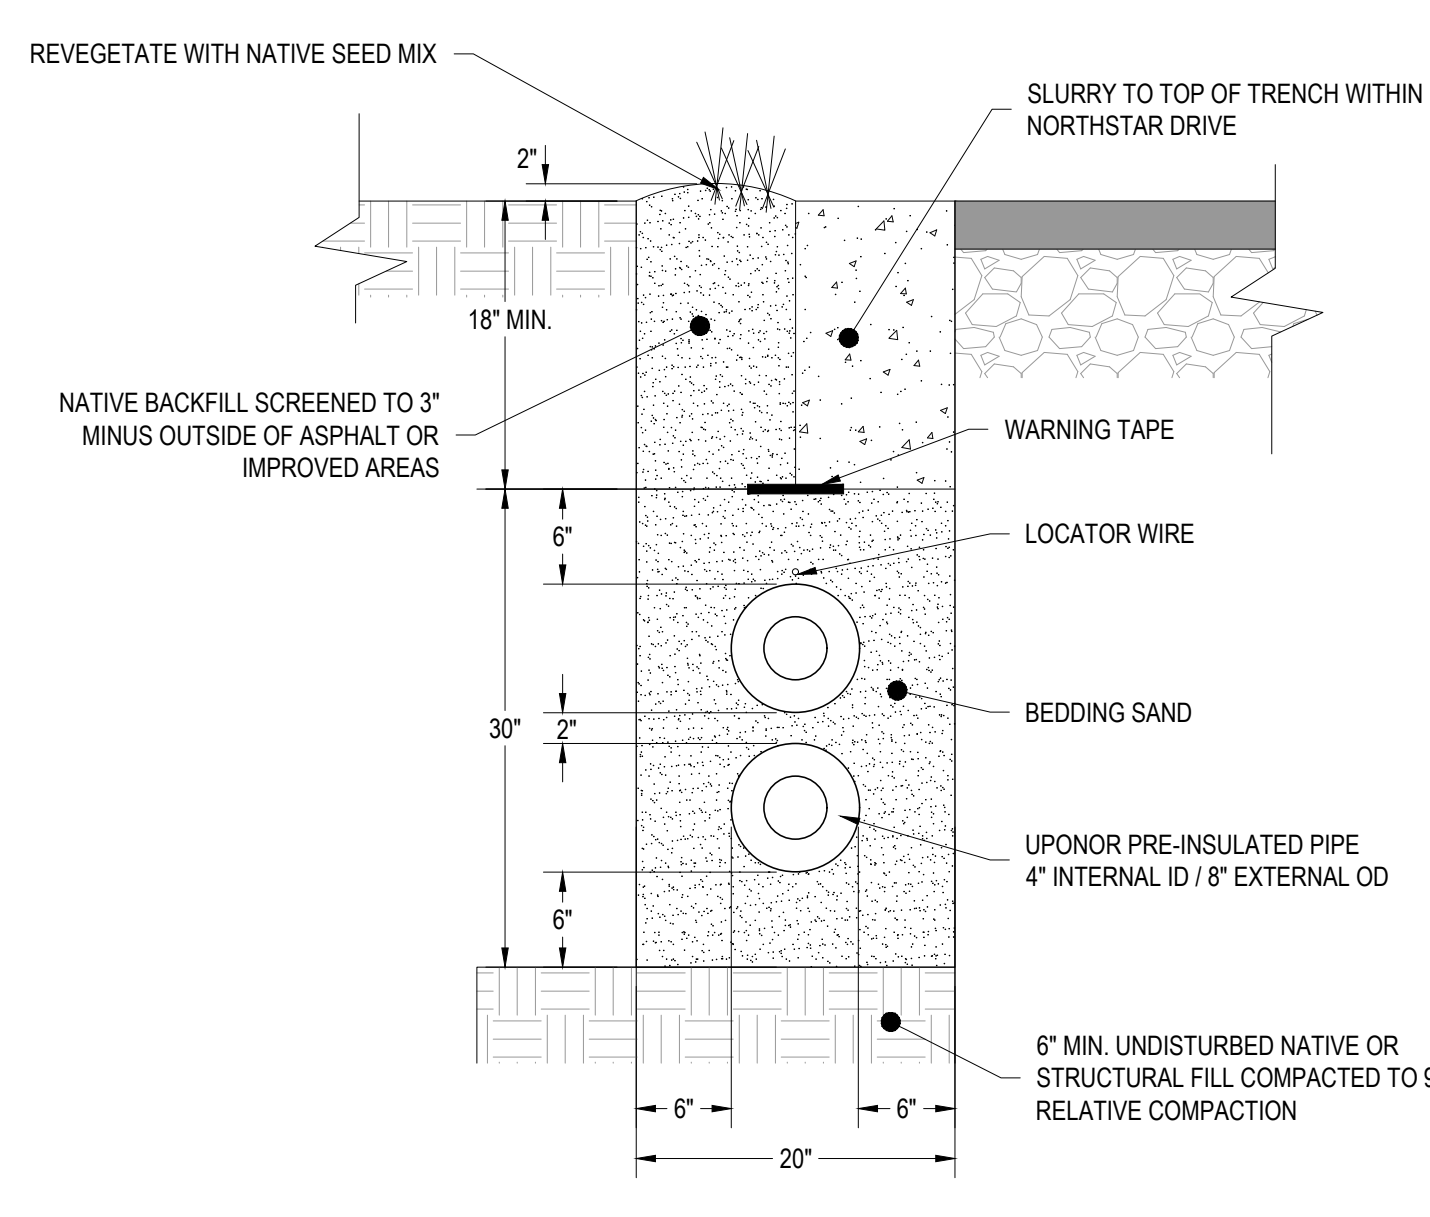 REVEGETATE WITH NATIVE SEED MIX
SLURRY TO TOP OF TRENCH WITHIN
NORTHSTAR DRIVE
2"
18" MIN.
NATIVE BACKFILL SCREENED TO 3"
MINUS OUTSIDE OF ASPHALT OR
IMPROVED AREAS
WARNING TAPE
6"
LOCATOR WIRE
30"
2"
BEDDING SAND
UPONOR PRE-INSULATED PIPE
4" INTERNAL ID / 8" EXTERNAL OD
6"
6" MIN. UNDISTURBED NATIVE OR
STRUCTURAL FILL COMPACTED TO
RELATIVE COMPACTION
6"
6"
20"